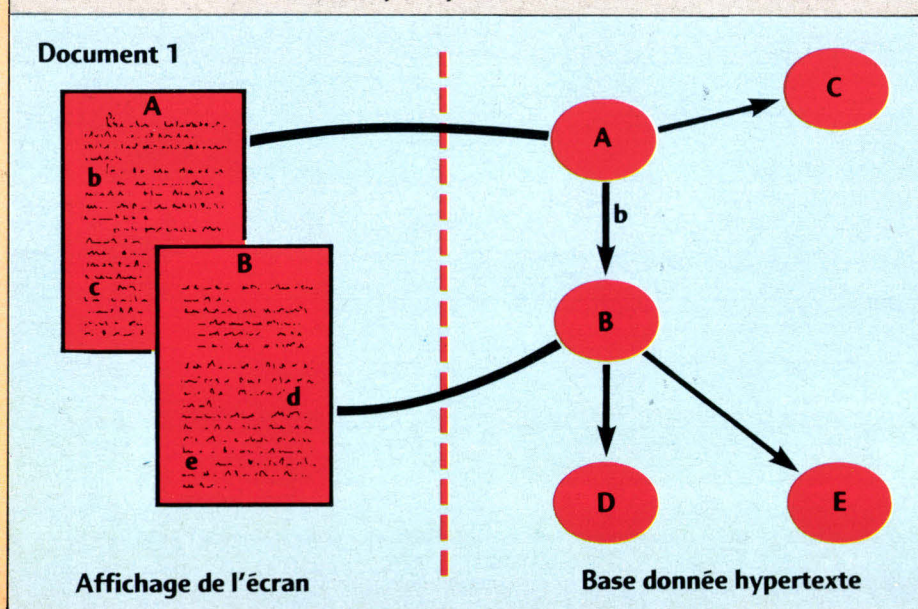 Document 1
A
b
c
B
d
e
A
C
b
B
D
E
Affichage de l'écran
Base donnée hypertexte